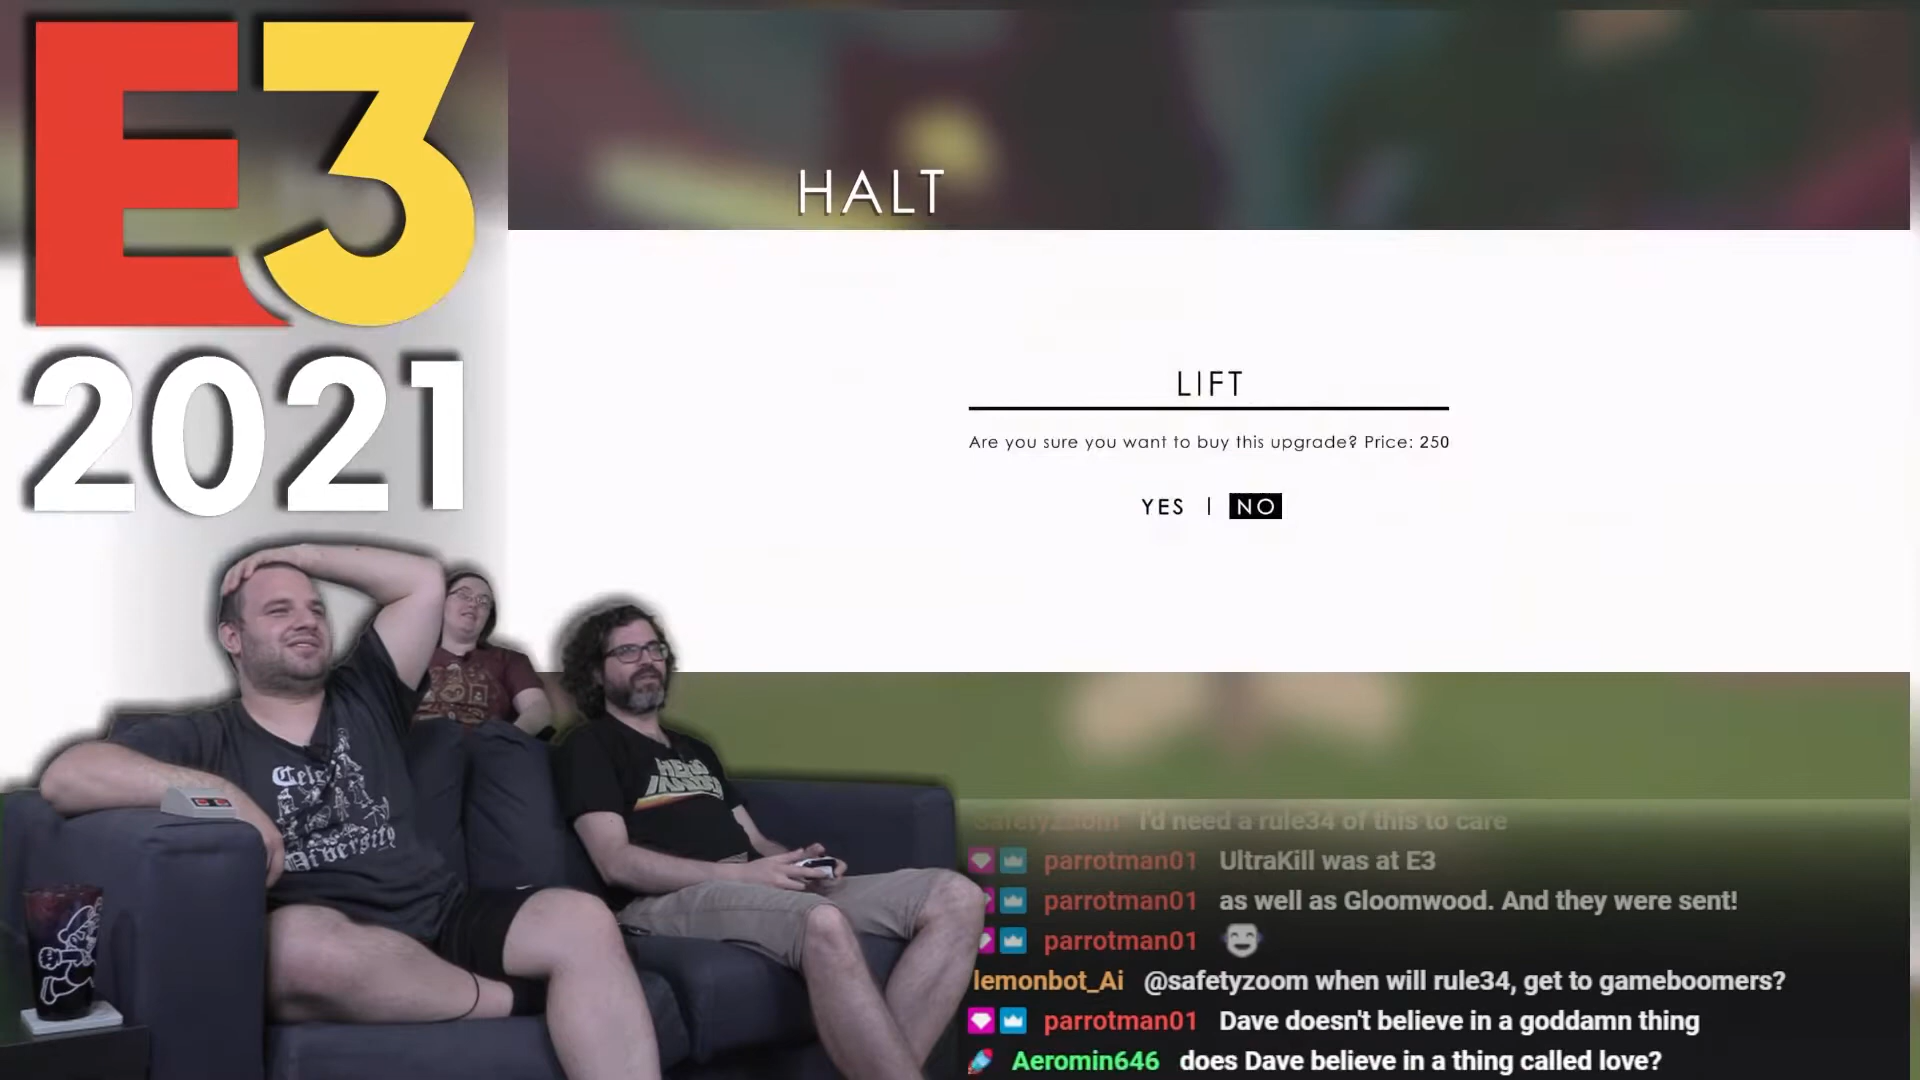 E3
2021
HALT
LIFT
Are you sure you want to buy this upgrade? Price: 250
YES | NO
Safetyzoom I'd need a rule34 of this to care
parrotman01 UltraKill was at E3
parrotman01 as well as Gloomwood. And they were sent!
parrotman01
lemonbot_Ai @safetyzoom when will rule34, get to gameboomers?
parrotman01 Dave doesn't believe in a goddamn thing
Aeromin646 does Dave believe in a thing called love?
Diversity